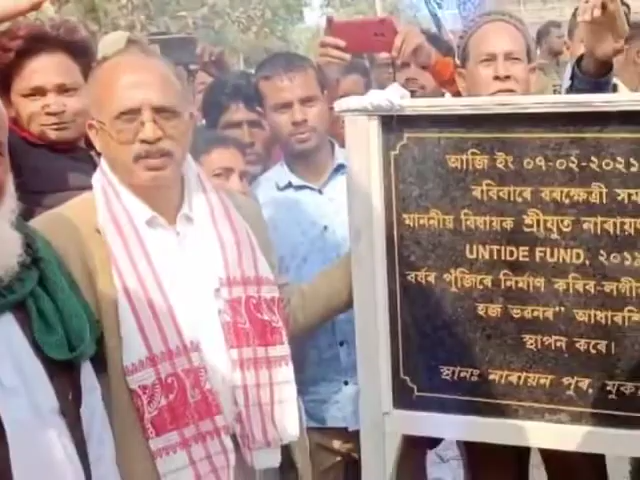 আজি ইং ০৭-০২-২০২১
ৰবিবাৰে বৰক্ষেত্ৰী সম
মাননীয় বিধায়ক শ্ৰীযুত নাৰায়ণ
UNTIDE FUND, ২০১৯
বৰ্ষৰ পুঁজিৰে নিৰ্মাণ কৰিব-লগীয়
হজ ভৱনৰ" আধাৰশি
স্থাপন কৰে।
স্থানঃ নাৰায়ন পুৰ, মুকা